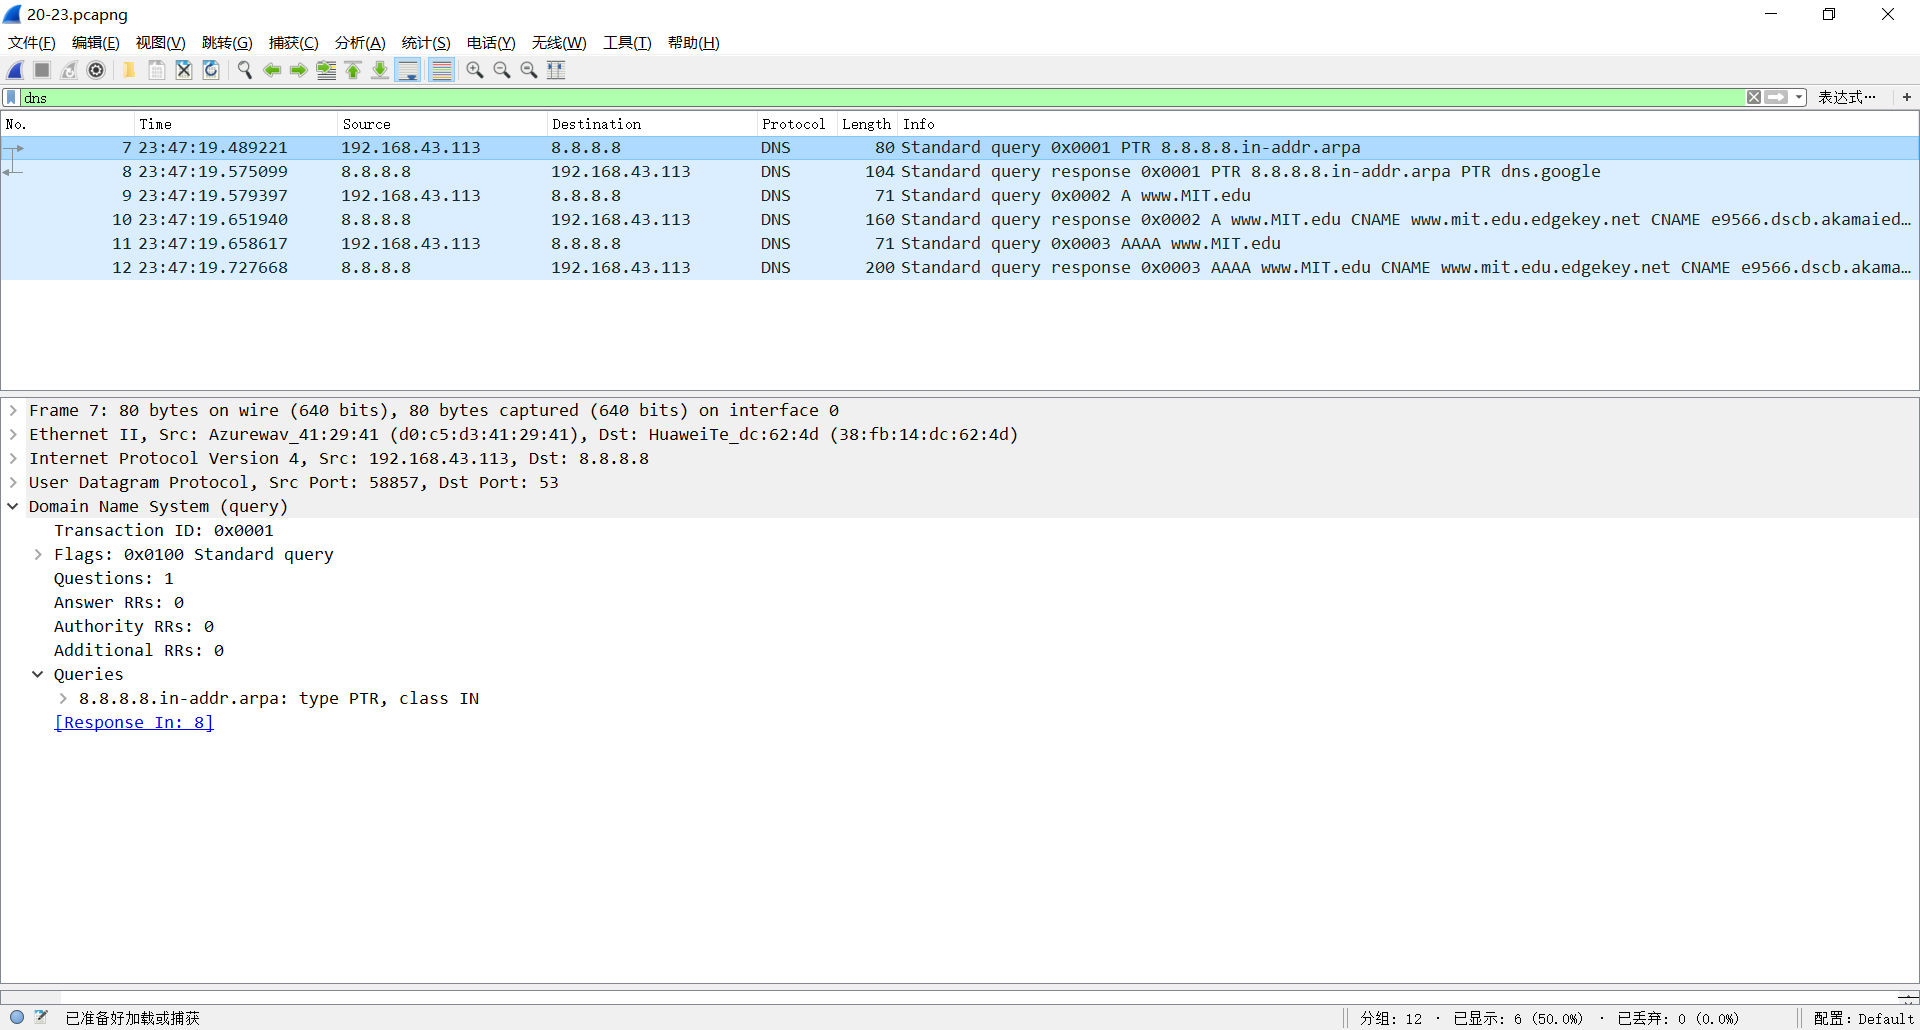 20-23.pcapng
文件(F) 编辑(E) 视图(V) 跳转(G) 捕获(C) 分析(A) 统计(S) 电话(Y) 无线(W) 工具(T) 帮助(H)
dns 表达式… +
No. Time Source Destination Protocol Length Info
7 23:47:19.489221 192.168.43.113 8.8.8.8 DNS 80 Standard query 0x0001 PTR 8.8.8.8.in-addr.arpa
8 23:47:19.575099 8.8.8.8 192.168.43.113 DNS 104 Standard query response 0x0001 PTR 8.8.8.8.in-addr.arpa PTR dns.google
9 23:47:19.579397 192.168.43.113 8.8.8.8 DNS 71 Standard query 0x0002 A www.MIT.edu
10 23:47:19.651940 8.8.8.8 192.168.43.113 DNS 160 Standard query response 0x0002 A www.MIT.edu CNAME www.mit.edu.edgekey.net CNAME e9566.dscb.akamaied…
11 23:47:19.658617 192.168.43.113 8.8.8.8 DNS 71 Standard query 0x0003 AAAA www.MIT.edu
12 23:47:19.727668 8.8.8.8 192.168.43.113 DNS 200 Standard query response 0x0003 AAAA www.MIT.edu CNAME www.mit.edu.edgekey.net CNAME e9566.dscb.akama…
Frame 7: 80 bytes on wire (640 bits), 80 bytes captured (640 bits) on interface 0
Ethernet II, Src: Azurewav_41:29:41 (d0:c5:d3:41:29:41), Dst: HuaweiTe_dc:62:4d (38:fb:14:dc:62:4d)
Internet Protocol Version 4, Src: 192.168.43.113, Dst: 8.8.8.8
User Datagram Protocol, Src Port: 58857, Dst Port: 53
Domain Name System (query)
Transaction ID: 0x0001
Flags: 0x0100 Standard query
Questions: 1
Answer RRs: 0
Authority RRs: 0
Additional RRs: 0
Queries
8.8.8.8.in-addr.arpa: type PTR, class IN
[Response In: 8]
已准备好加载或捕获 分组: 12 · 已显示: 6 (50.0%) · 已丢弃: 0 (0.0%) 配置: Default